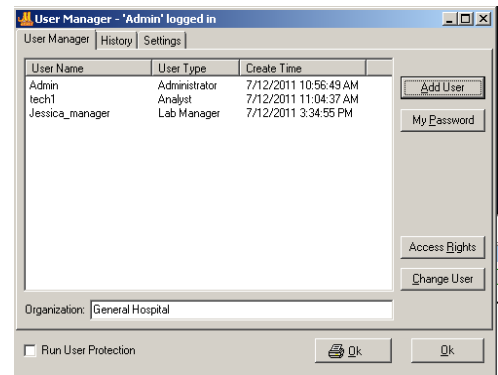 User Manager - 'Admin' logged in
User Manager History Settings
User Name User Type Create Time
Admin Administrator 7/12/2011 10:56:49 AM
tech1 Analyst 7/12/2011 11:04:37 AM
Jessica_manager Lab Manager 7/12/2011 3:34:55 PM
Add User
My Password
Access Rights
Change User
Organization: General Hospital
Run User Protection
Ok Ok